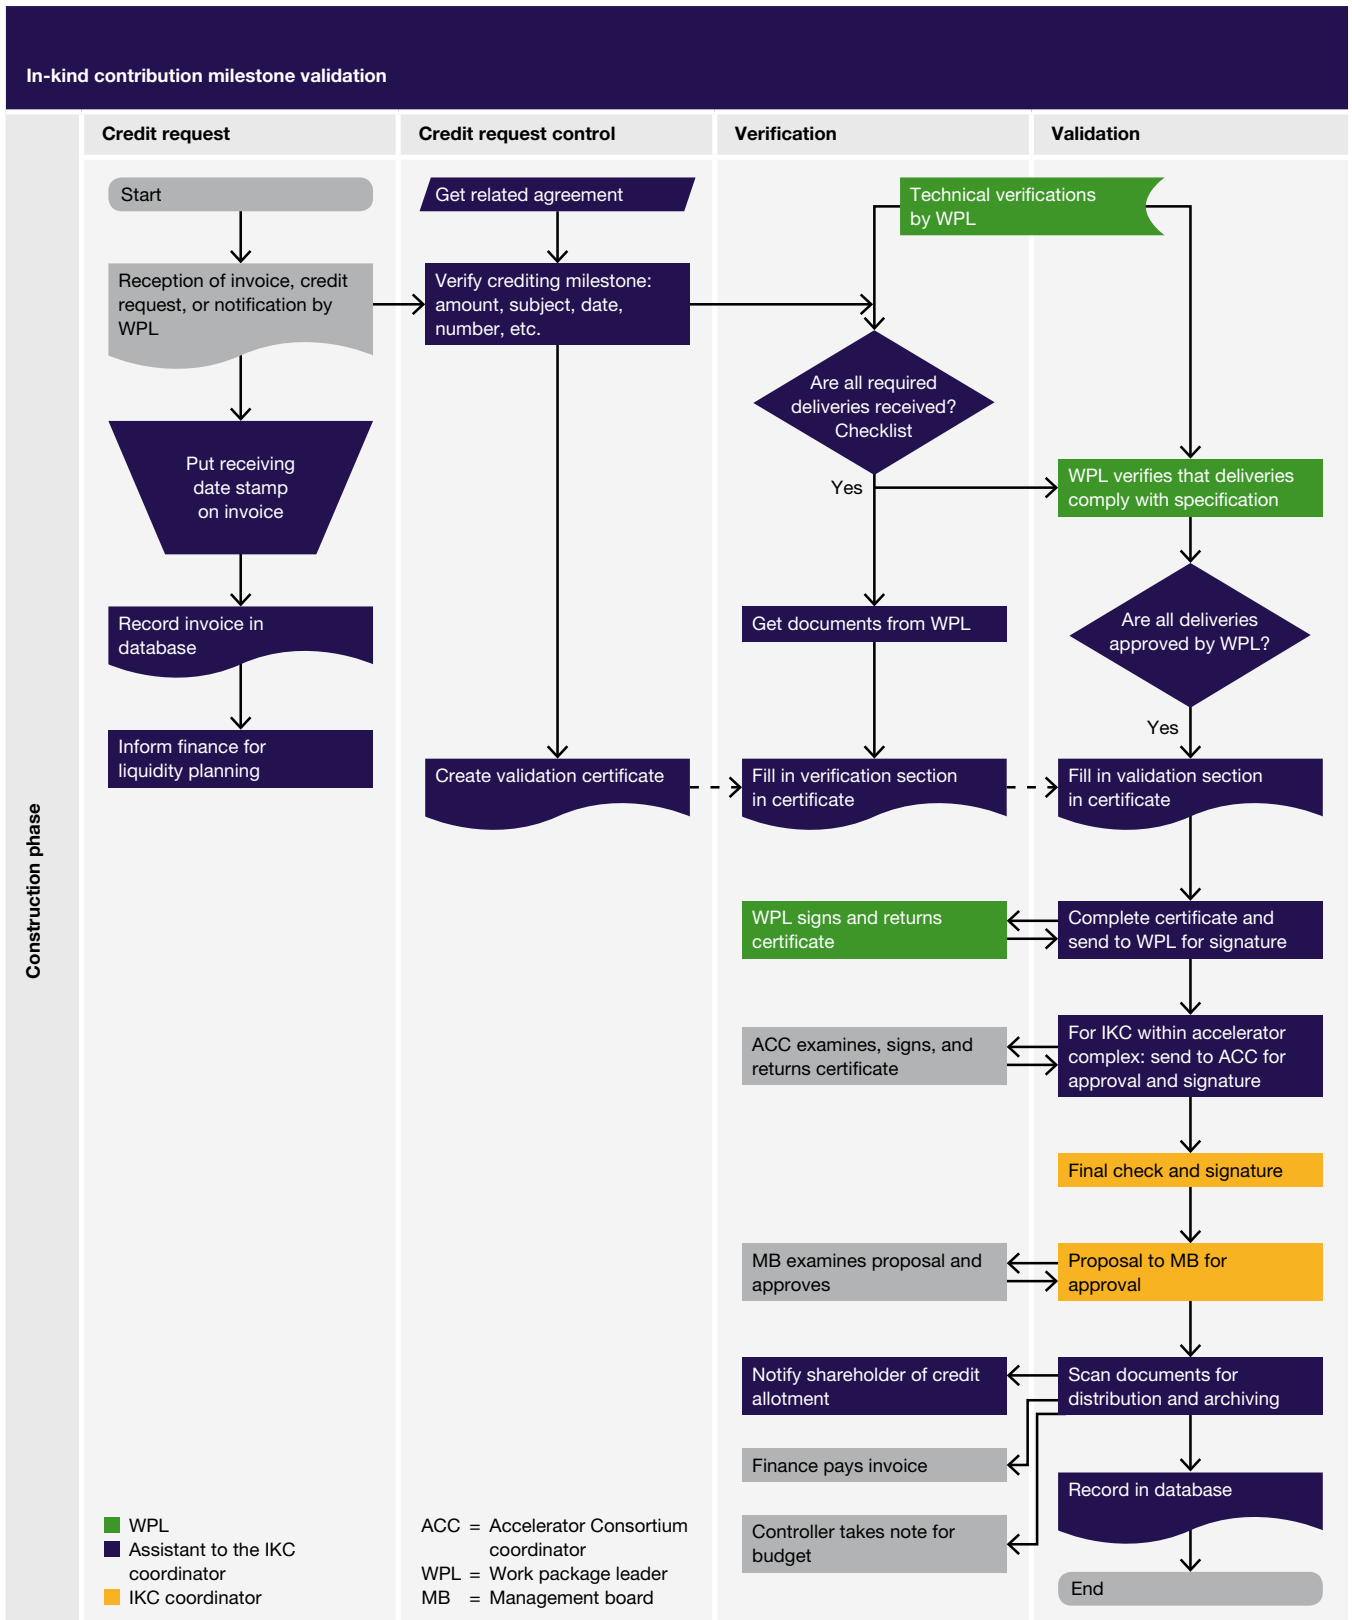 In-kind contribution milestone validation
Credit request
Credit request control
Verification
Validation
Construction phase
Start
Reception of invoice, credit
request, or notification by
WPL
Put receiving
date stamp
on invoice
Record invoice in
database
Inform finance for
liquidity planning
Get related agreement
Verify crediting milestone:
amount, subject, date,
number, etc.
Create validation certificate
Technical verifications
by WPL
Are all required
deliveries received?
Checklist
Yes
Get documents from WPL
Fill in verification section
in certificate
WPL signs and returns
certificate
ACC examines, signs, and
returns certificate
MB examines proposal and
approves
Notify shareholder of credit
allotment
Finance pays invoice
Controller takes note for
budget
WPL verifies that deliveries
comply with specification
Are all deliveries
approved by WPL?
Yes
Fill in validation section
in certificate
Complete certificate and
send to WPL for signature
For IKC within accelerator
complex: send to ACC for
approval and signature
Final check and signature
Proposal to MB for
approval
Scan documents for
distribution and archiving
Record in database
End
WPL
Assistant to the IKC
coordinator
IKC coordinator
ACC = Accelerator Consortium
coordinator
WPL = Work package leader
MB = Management board